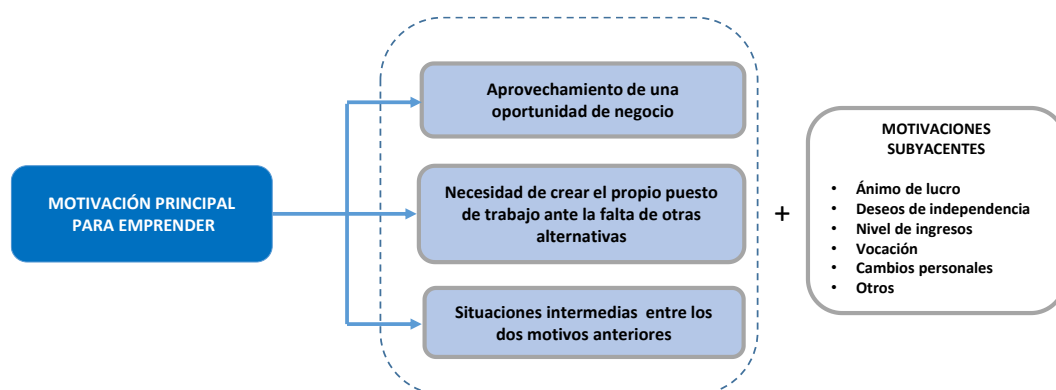 MOTIVACIÓN PRINCIPAL
PARA EMPRENDER
Aprovechamiento de una
oportunidad de negocio
Necesidad de crear el propio puesto
de trabajo ante la falta de otras
alternativas
Situaciones intermedias entre los
dos motivos anteriores
+
MOTIVACIONES
SUBYACENTES
• Ánimo de lucro
• Deseos de independencia
• Nivel de ingresos
• Vocación
• Cambios personales
• Otros